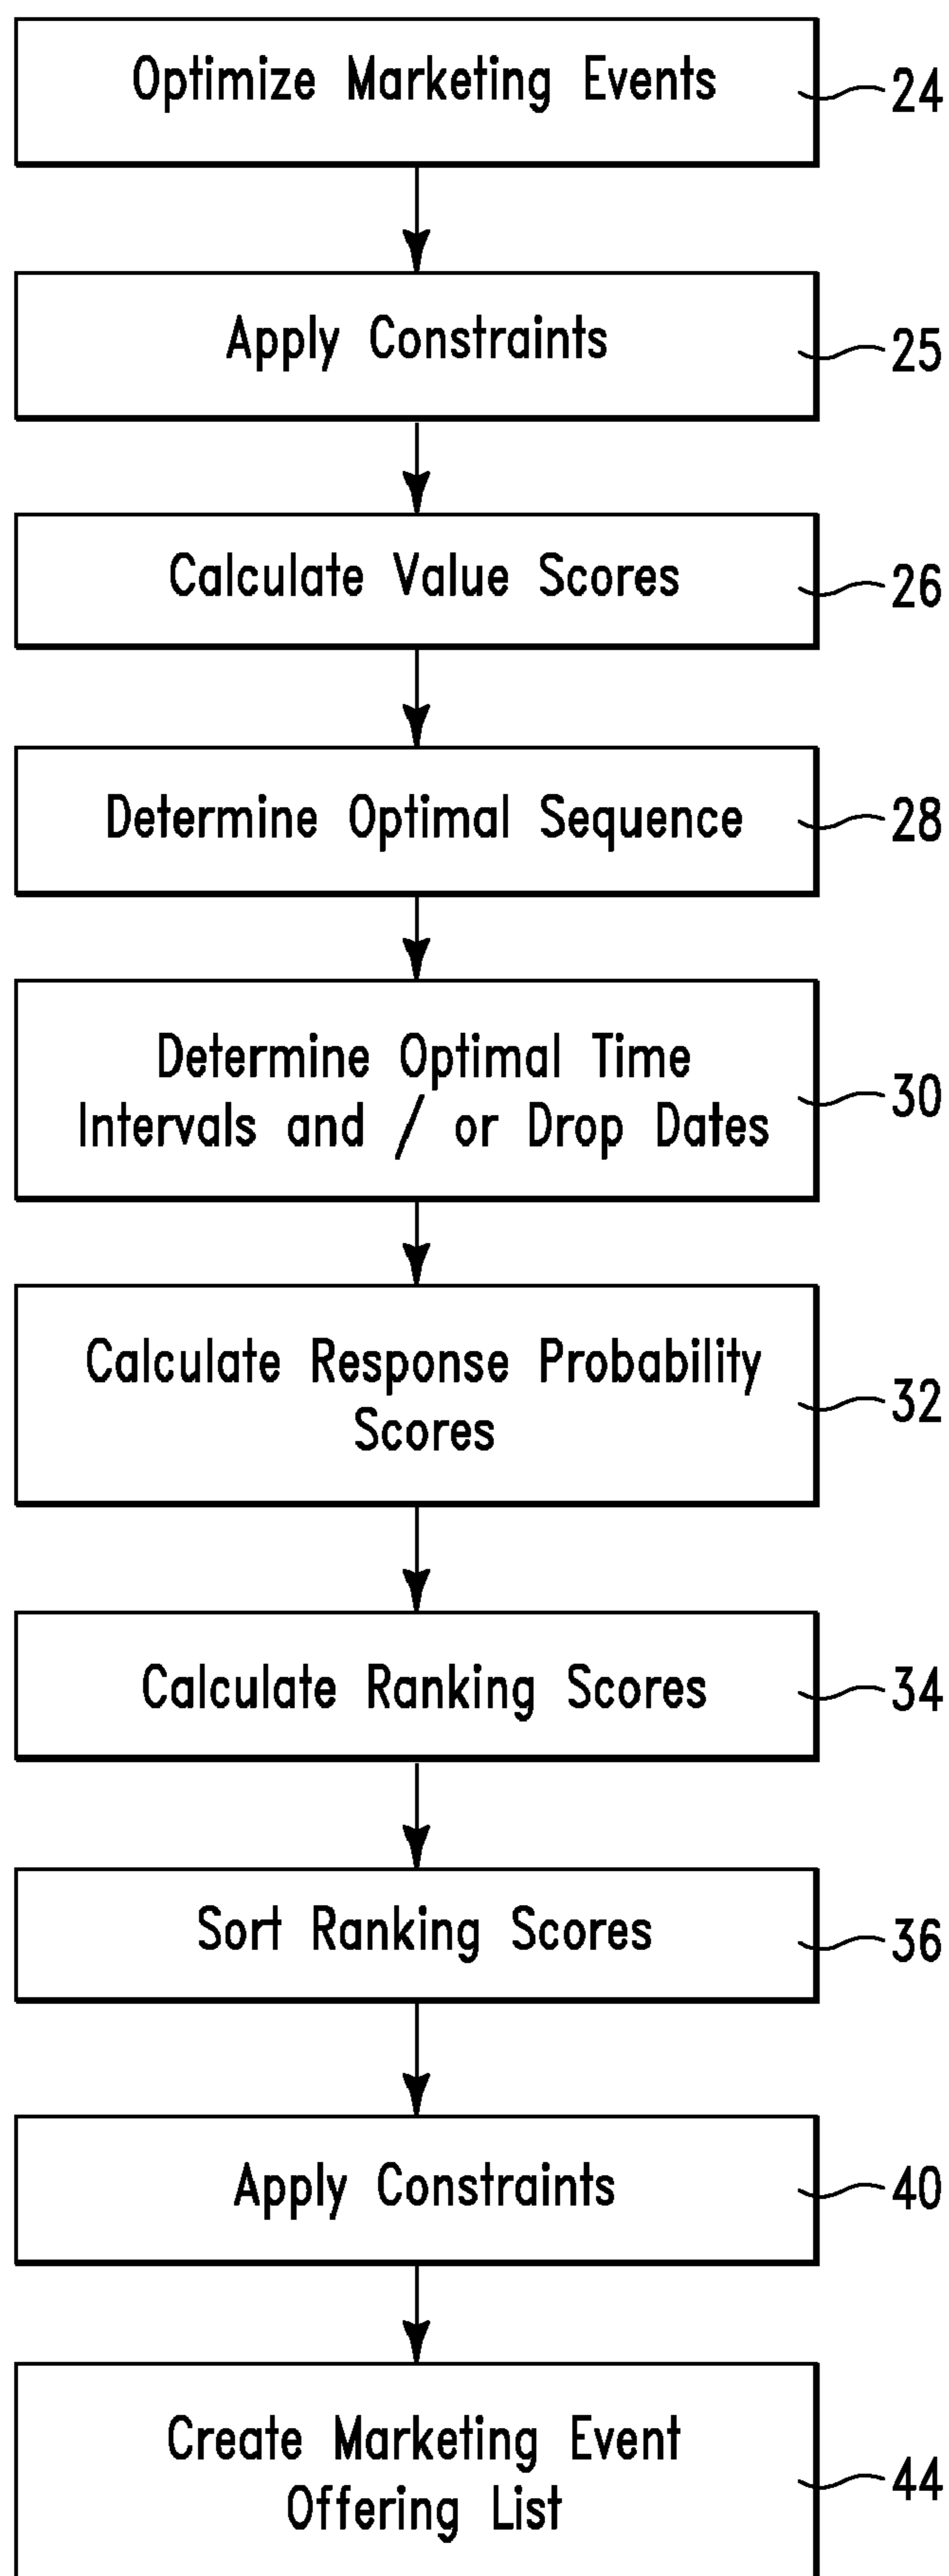 Optimize Marketing Events
24
Apply Constraints
25
Calculate Value Scores
26
Determine Optimal Sequence
28
Determine Optimal Time
Intervals and / or Drop Dates
30
Calculate Response Probability
Scores
32
Calculate Ranking Scores
34
Sort Ranking Scores
36
Apply Constraints
40
Create Marketing Event
Offering List
44